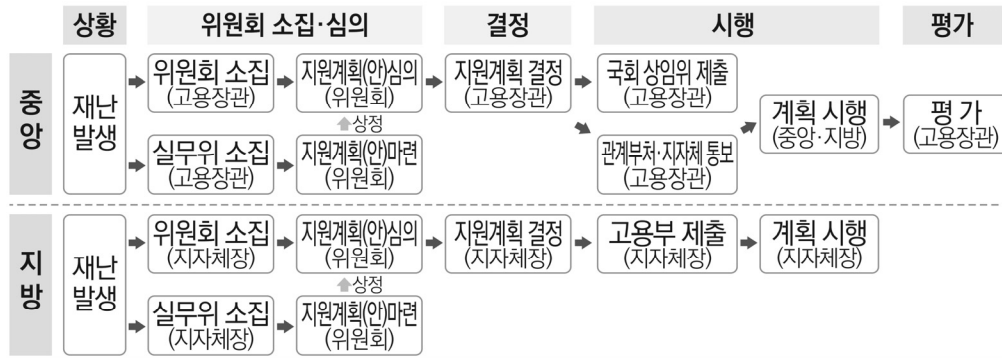 상황 위원회 소집·심의 결정 시행 평가
중앙
재난
발생
위원회 소집
(고용장관)
지원계획(안)심의
(위원회)
지원계획 결정
(고용장관)
국회 상임위 제출
(고용장관)
상정
실무위 소집
(고용장관)
지원계획(안)마련
(위원회)
관계부처·지자체 통보
(고용장관)
계획 시행
(중앙·지방)
평 가
(고용장관)
지방
재난
발생
위원회 소집
(지자체장)
지원계획(안)심의
(위원회)
지원계획 결정
(지자체장)
고용부 제출
(지자체장)
계획 시행
(지자체장)
상정
실무위 소집
(지자체장)
지원계획(안)마련
(위원회)